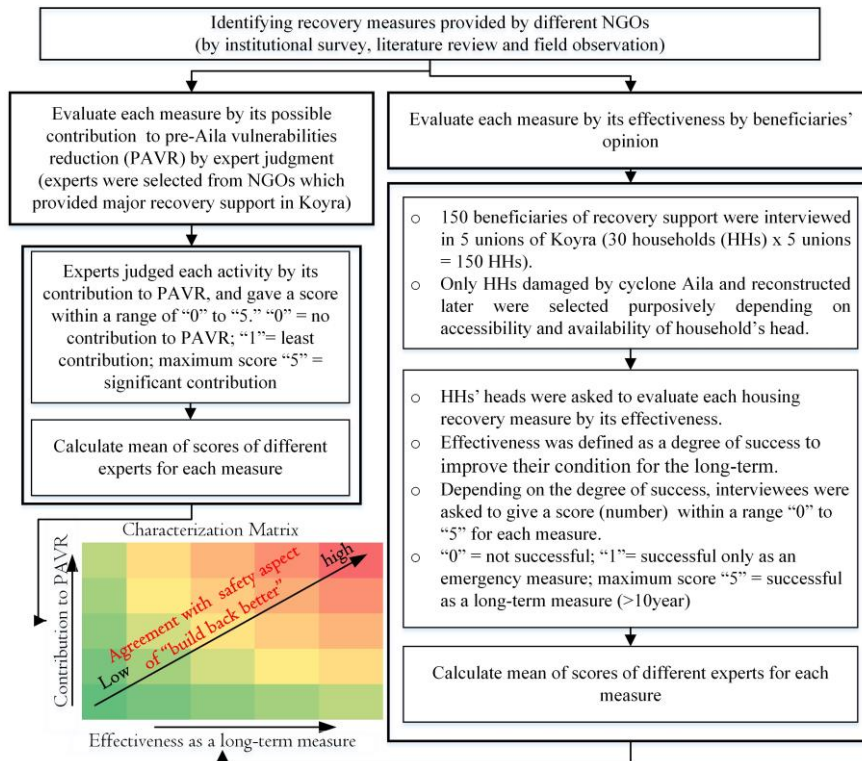 Identifying recovery measures provided by different NGOs
(by institutional survey, literature review and field observation)
Evaluate each measure by its possible
contribution to pre-Aila vulnerabilities
reduction (PAVR) by expert judgment
(experts were selected from NGOs which
provided major recovery support in Koyra)
Experts judged each activity by its
contribution to PAVR, and gave a score
within a range of “0” to “5.” “0” = no
contribution to PAVR; “1”= least
contribution; maximum score “5” =
significant contribution
Calculate mean of scores of different
experts for each measure
Characterization Matrix
Contribution to PAVR
Low
Agreement with safety aspect
of “build back better”
high
Effectiveness as a long-term measure
Evaluate each measure by its effectiveness by beneficiaries’
opinion
o 150 beneficiaries of recovery support were interviewed
in 5 unions of Koyra (30 households (HHs) x 5 unions
= 150 HHs).
o Only HHs damaged by cyclone Aila and reconstructed
later were selected purposively depending on
accessibility and availability of household’s head.
o HHs’ heads were asked to evaluate each housing
recovery measure by its effectiveness.
o Effectiveness was defined as a degree of success to
improve their condition for the long-term.
o Depending on the degree of success, interviewees were
asked to give a score (number) within a range “0” to
“5” for each measure.
o “0” = not successful; “1”= successful only as an
emergency measure; maximum score “5” = successful
as a long-term measure (>10year)
Calculate mean of scores of different experts for each
measure